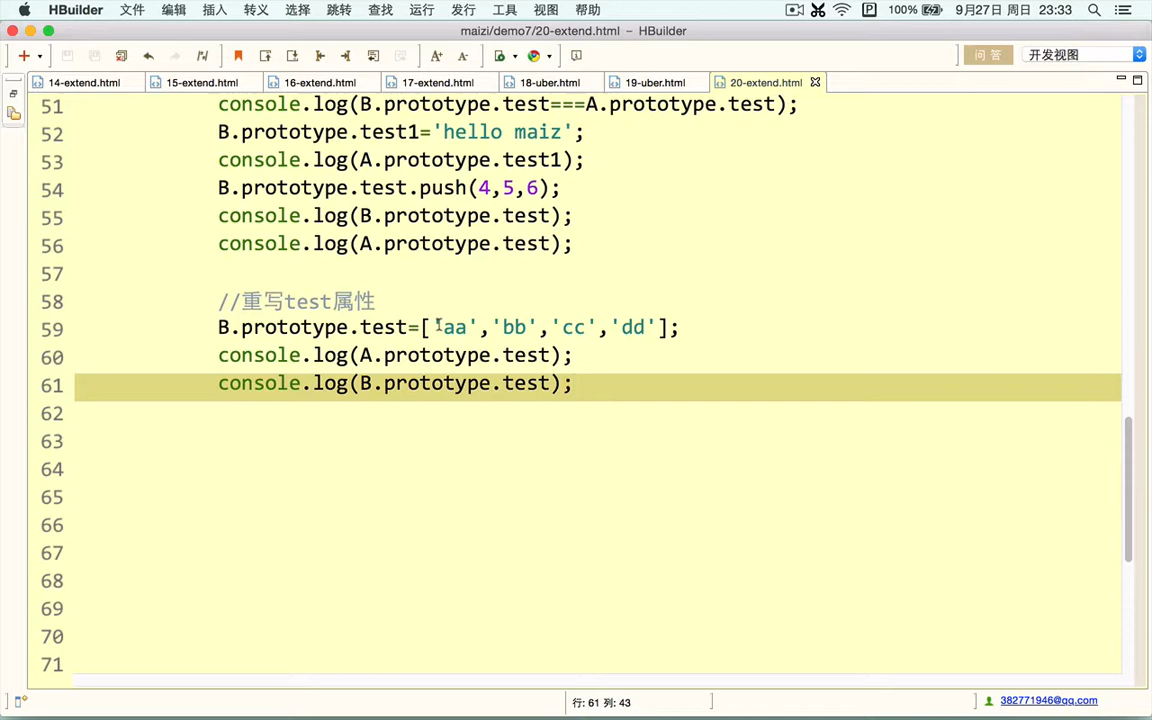 HBuilder 文件 编辑 插入 转义 选择 跳转 查找 运行 发行 工具 视图 帮助 100% 9月27日 周日 23:33
maizi/demo7/20-extend.html – HBuilder
问 答 开发视图
14-extend.html 15-extend.html 16-extend.html 17-extend.html 18-uber.html 19-uber.html 20-extend.html
51 console.log(B.prototype.test===A.prototype.test);
52 B.prototype.test1='hello maiz';
53 console.log(A.prototype.test1);
54 B.prototype.test.push(4,5,6);
55 console.log(B.prototype.test);
56 console.log(A.prototype.test);
57
58 //重写test属性
59 B.prototype.test=['aa','bb','cc','dd'];
60 console.log(A.prototype.test);
61 console.log(B.prototype.test);
62
63
64
65
66
67
68
69
70
71
行: 61 列: 43 382771946@qq.com